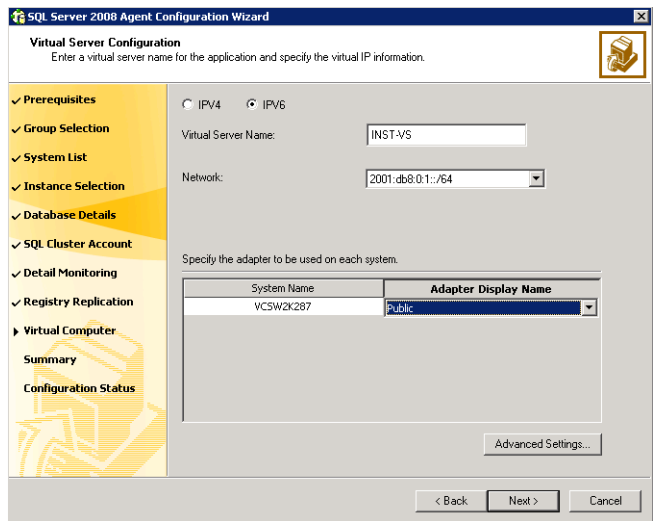 SQL Server 2008 Agent Configuration Wizard
Virtual Server Configuration
Enter a virtual server name for the application and specify the virtual IP information.
Prerequisites
Group Selection
System List
Instance Selection
Database Details
SQL Cluster Account
Detail Monitoring
Registry Replication
Virtual Computer
Summary
Configuration Status
IPV4 IPV6
Virtual Server Name: INST-VS
Network: 2001:db8:0:1::/64
Specify the adapter to be used on each system.
System Name Adapter Display Name
VCSW2K287 Public
Advanced Settings...
< Back Next > Cancel